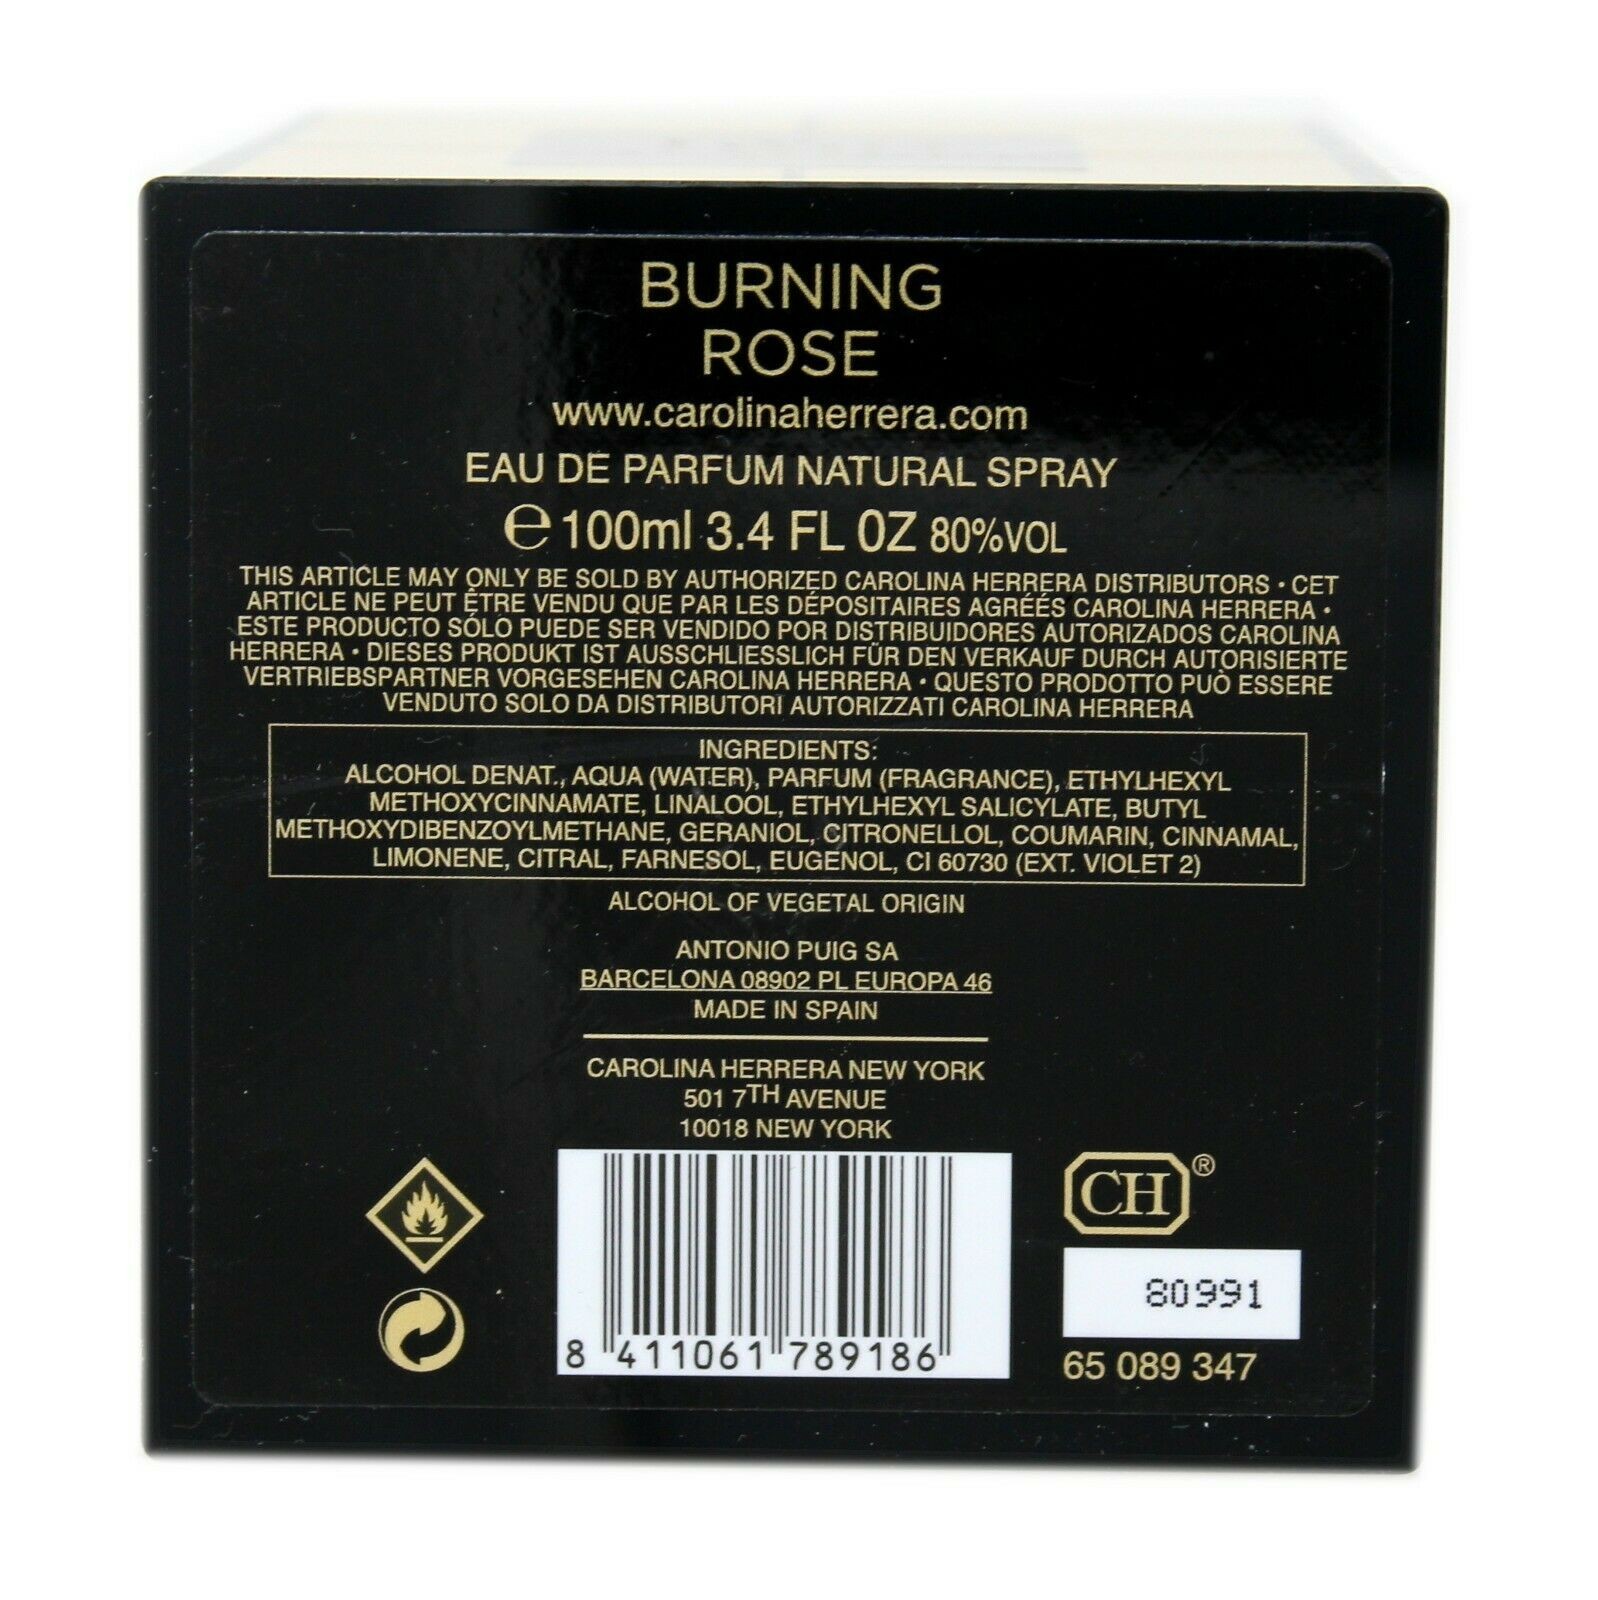 BURNING
ROSE
www.carolinaherrera.com
EAU DE PARFUM NATURAL SPRAY
℮ 100ml 3.4 FL OZ 80%VOL
THIS ARTICLE MAY ONLY BE SOLD BY AUTHORIZED CAROLINA HERRERA DISTRIBUTORS • CET
ARTICLE NE PEUT ÊTRE VENDU QUE PAR LES DÉPOSITAIRES AGRÉÉS CAROLINA HERRERA •
ESTE PRODUCTO SÓLO PUEDE SER VENDIDO POR DISTRIBUIDORES AUTORIZADOS CAROLINA
HERRERA • DIESES PRODUKT IST AUSSCHLIESSLICH FÜR DEN VERKAUF DURCH AUTORISIERTE
VERTRIEBSPARTNER VORGESEHEN CAROLINA HERRERA • QUESTO PRODOTTO PUÒ ESSERE
VENDUTO SOLO DA DISTRIBUTORI AUTORIZZATI CAROLINA HERRERA
INGREDIENTS:
ALCOHOL DENAT., AQUA (WATER), PARFUM (FRAGRANCE), ETHYLHEXYL
METHOXYCINNAMATE, LINALOOL, ETHYLHEXYL SALICYLATE, BUTYL
METHOXYDIBENZOYLMETHANE, GERANIOL, CITRONELLOL, COUMARIN, CINNAMAL,
LIMONENE, CITRAL, FARNESOL, EUGENOL, CI 60730 (EXT. VIOLET 2)
ALCOHOL OF VEGETAL ORIGIN
ANTONIO PUIG SA
BARCELONA 08902 PL EUROPA 46
MADE IN SPAIN
CAROLINA HERRERA NEW YORK
501 7TH AVENUE
10018 NEW YORK
8 411061 789186
CH®
80991
65 089 347